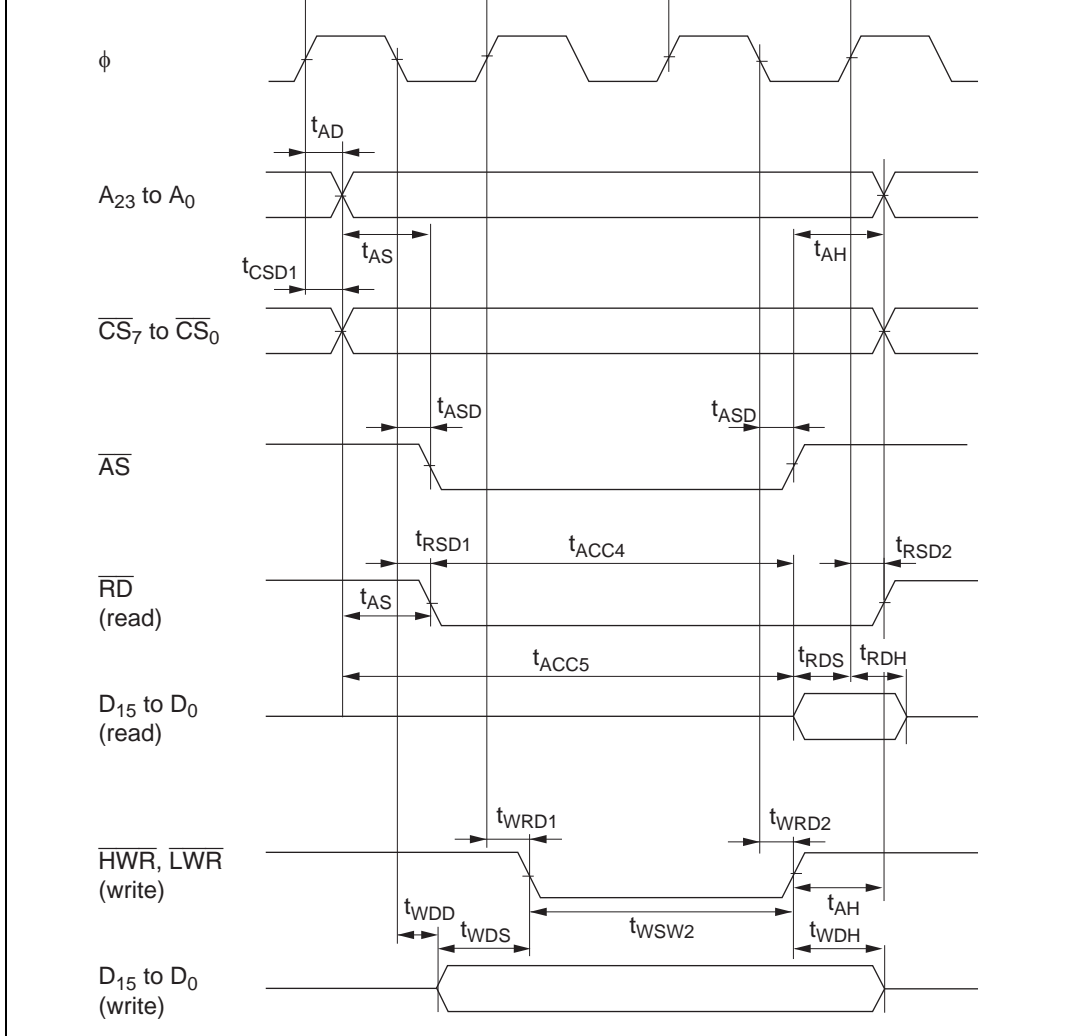 ϕ
tAD
A23 to A0
tAS
tAH
tCSD1
CS7 to CS0
tASD
tASD
AS
tRSD1
tACC4
tRSD2
RD
(read)
tAS
tACC5
tRDS
tRDH
D15 to D0
(read)
tWRD1
tWRD2
HWR, LWR
(write)
tAH
tWDD
tWDS
tWSW2
tWDH
D15 to D0
(write)